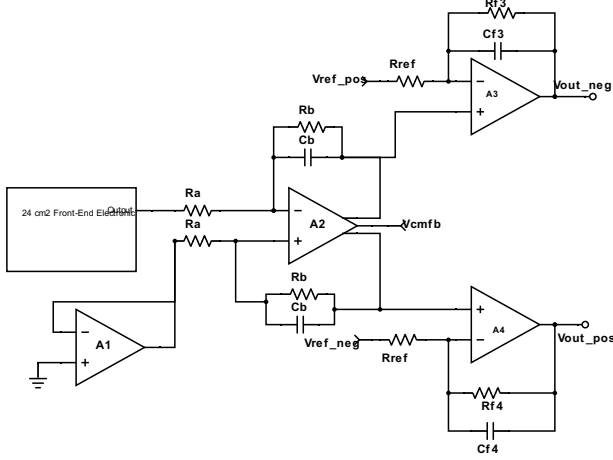 Rf3
Cf3
Rref
Vref_pos
A3
Vout_neg
Rb
Cb
Ra
24 cm2 Front-End Electronic
Output
A2
Vcmfb
Ra
Rb
Cb
A1
Vref_neg
Rref
A4
Vout_pos
Rf4
Cf4